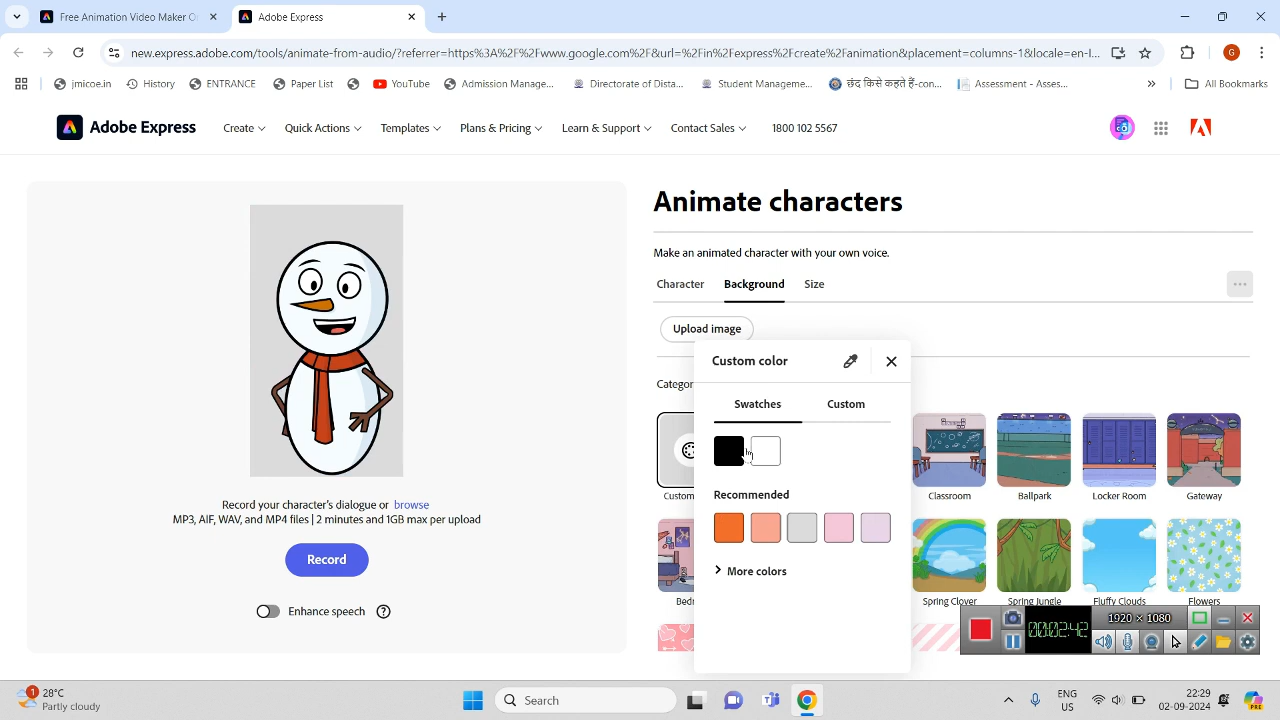 Free Animation Video Maker O
Adobe Express
new.express.adobe.com/tools/animate-from-audio/?referrer=https%3A%2F%2Fwww.google.com%2F&url=%2Fin%2Fexpress%2Fcreate%2Fanimation&placement=columns-1&locale=en-I...
G
jmicoe.in
History
ENTRANCE
Paper List
YouTube
Admission Manage...
Directorate of Dista...
Student Manageme...
छंद किसे कहते हैं-con...
Assessment - Asses...
All Bookmarks
Adobe Express
Create
Quick Actions
Templates
Plans & Pricing
Learn & Support
Contact Sales
1800 102 5567
Animate characters
Make an animated character with your own voice.
Character
Background
Size
Upload image
Custom color
Categor
Swatches
Custom
Custom
Classroom
Ballpark
Locker Room
Gateway
Recommended
Record your character's dialogue or browse
MP3, AIF, WAV, and MP4 files | 2 minutes and 1GB max per upload
Record
More colors
Bedr
Spring Clover
Spring Jungle
Fluffy Clouds
Flowers
Enhance speech
1920 × 1080
00:02:42
1
28°C
Partly cloudy
Search
ENG
US
22:29
02-09-2024
PRE